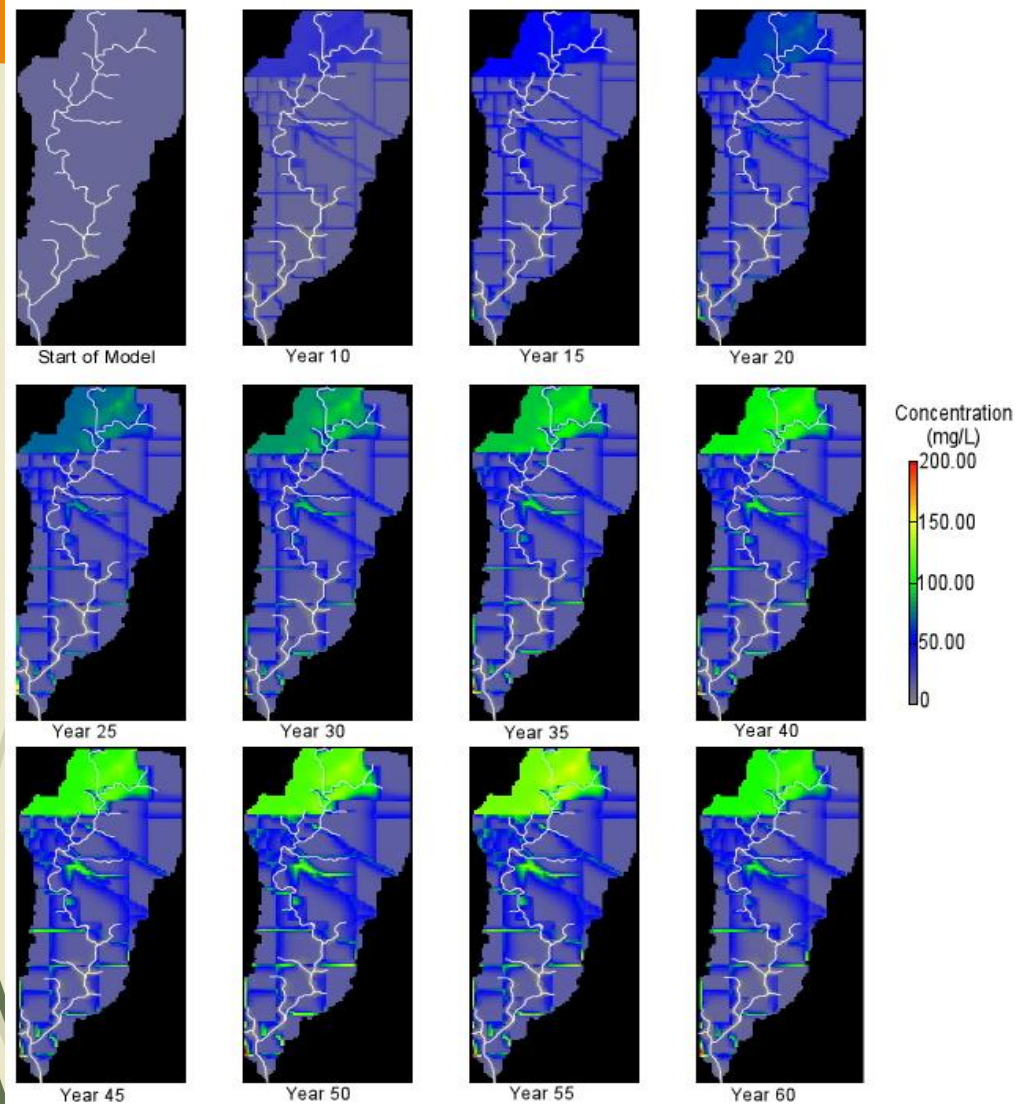 Start of Model
Year 10
Year 15
Year 20
Year 25
Year 30
Year 35
Year 40
Concentration
(mg/L)
200.00
150.00
100.00
50.00
0
Year 45
Year 50
Year 55
Year 60